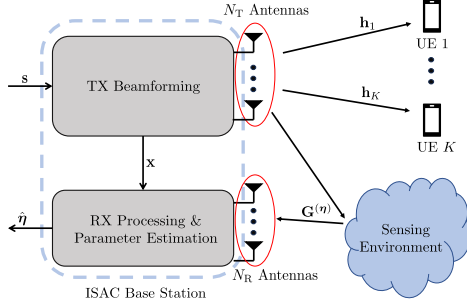 N_T Antennas
h_1
UE 1
s
TX Beamforming
h_K
UE K
x
G^(η)
η̂
RX Processing &
Parameter Estimation
Sensing
Environment
N_R Antennas
ISAC Base Station